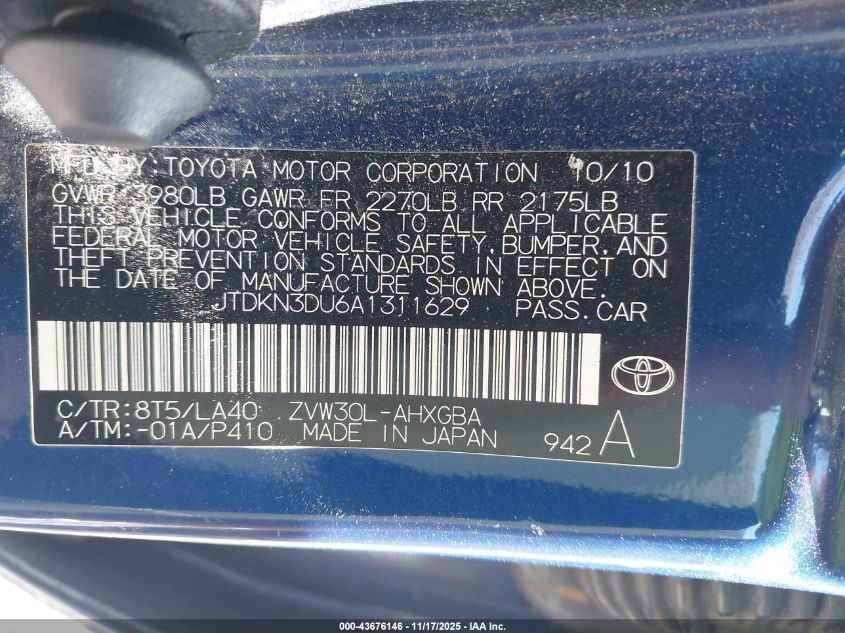 MFD. BY: TOYOTA MOTOR CORPORATION 10/10
GVWR 3980LB GAWR FR 2270LB RR 2175LB
THIS VEHICLE CONFORMS TO ALL APPLICABLE
FEDERAL MOTOR VEHICLE SAFETY, BUMPER, AND
THEFT PREVENTION STANDARDS IN EFFECT ON
THE DATE OF MANUFACTURE SHOWN ABOVE.
JTDKN3DU6A1311629 PASS.CAR
C/TR:8T5/LA40 ZVW30L-AHXGBA
A/TM:-01A/P410 MADE IN JAPAN 942 A
000-43676146 - 11/17/2025 - IAA Inc.